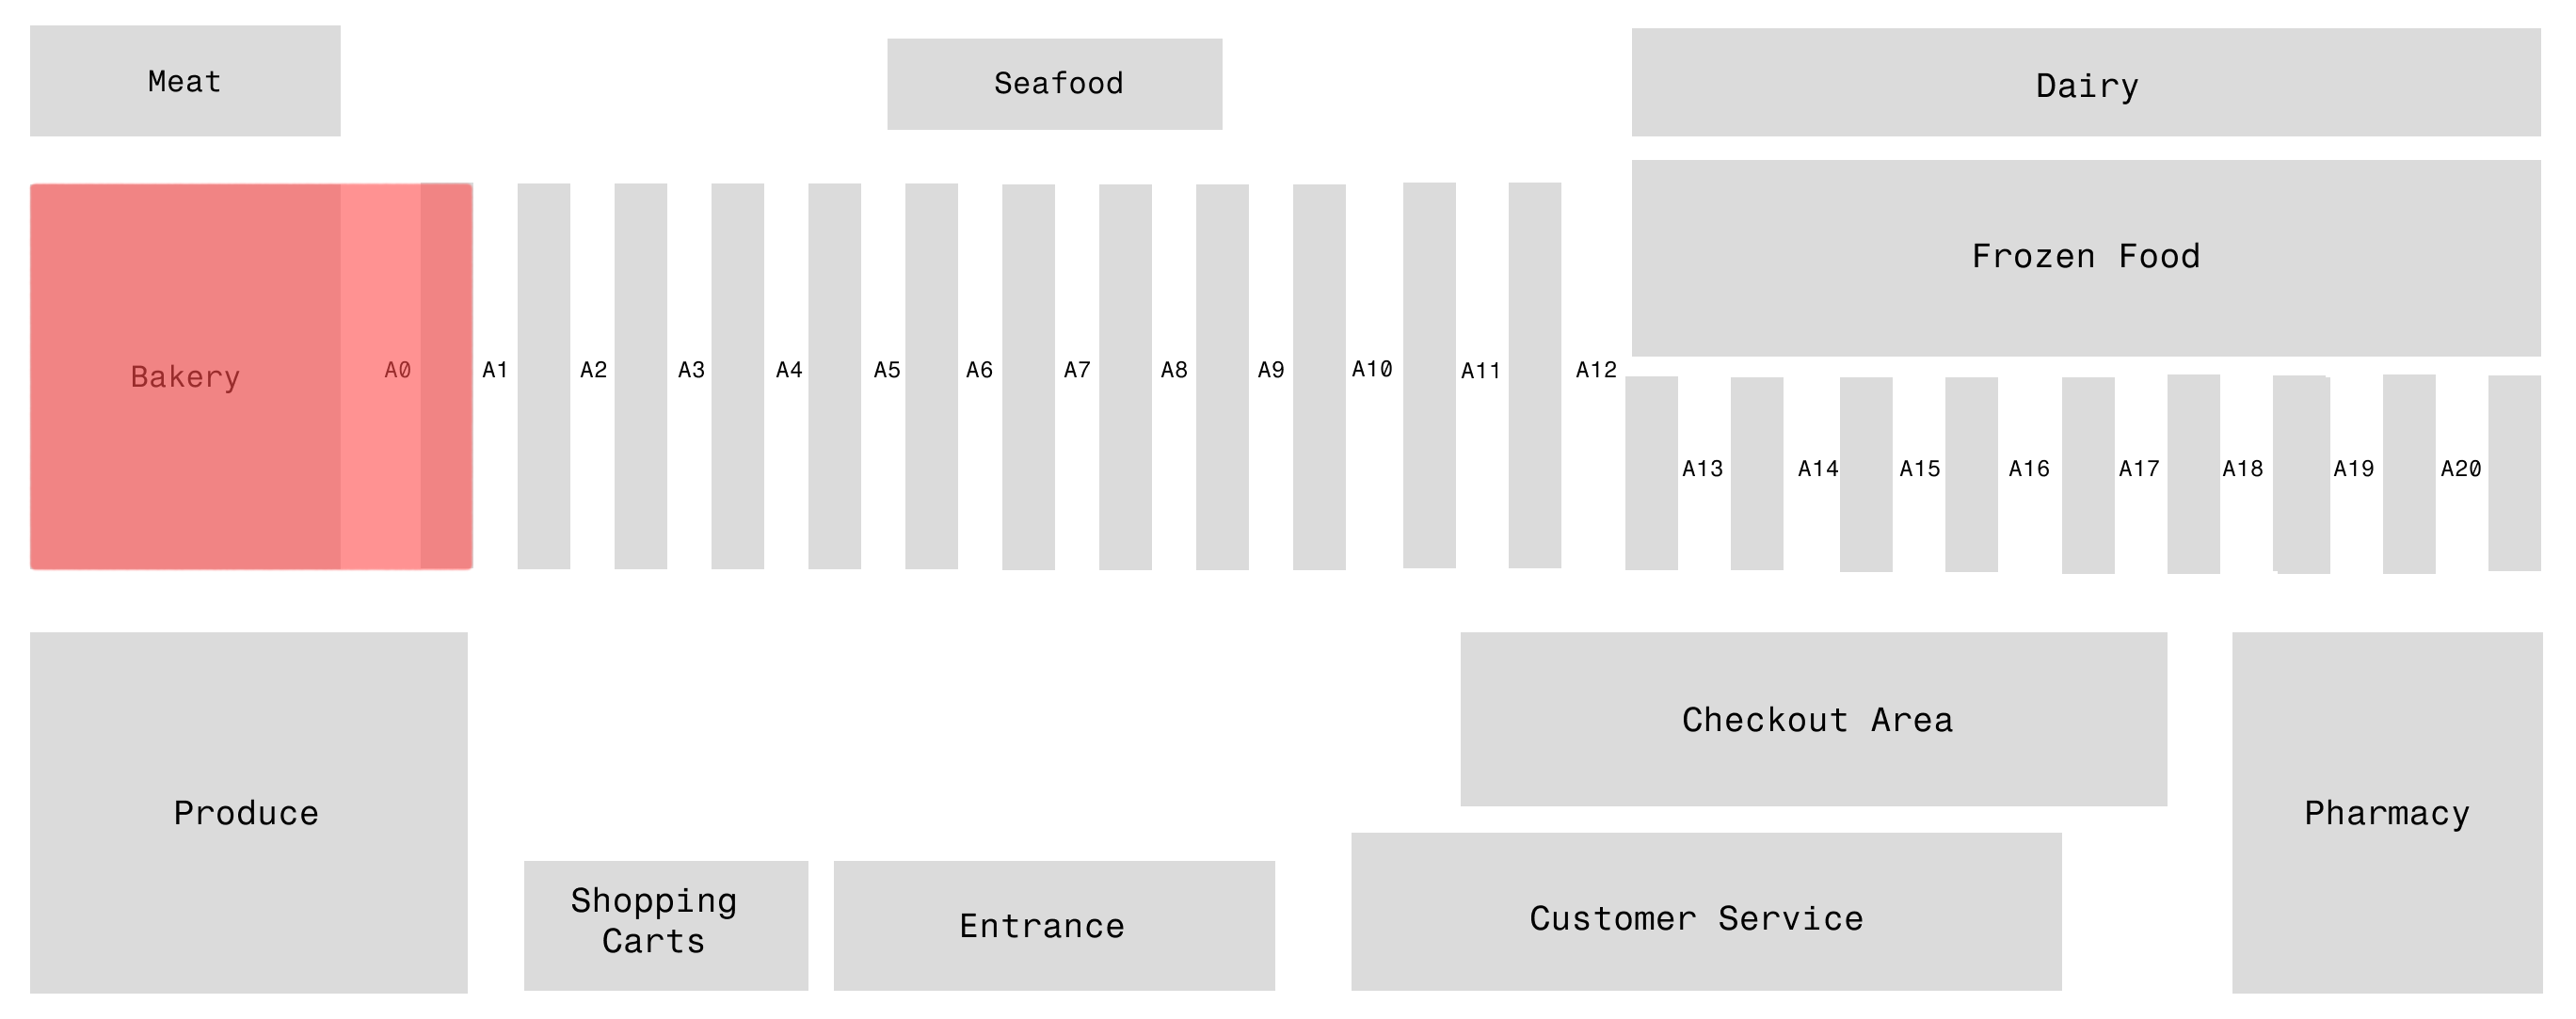 Meat
Seafood
Dairy
Frozen Food
Bakery
A0
A1
A2
A3
A4
A5
A6
A7
A8
A9
A10
A11
A12
A13
A14
A15
A16
A17
A18
A19
A20
Produce
Checkout Area
Pharmacy
Shopping
Carts
Entrance
Customer Service